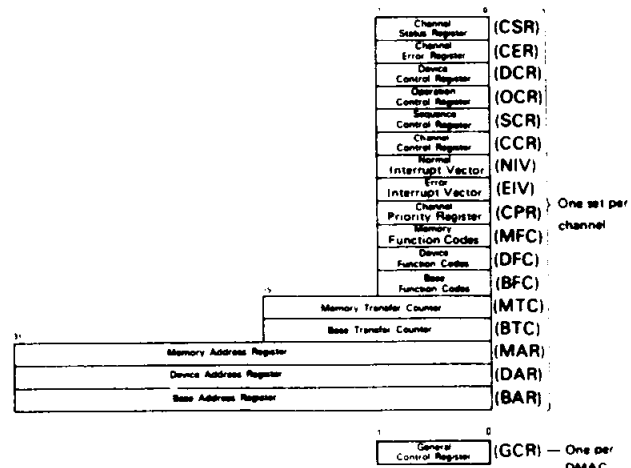 Channel
Status Register (CSR)
Channel
Error Register (CER)
Device
Control Register (DCR)
Operation
Control Register (OCR)
Sequence
Control Register (SCR)
Channel
Control Register (CCR)
Normal
Interrupt Vector (NIV)
Error
Interrupt Vector (EIV)
Channel
Priority Register (CPR)
One set per
channel
Memory
Function Codes (MFC)
Device
Function Codes (DFC)
Base
Function Codes (BFC)
Memory Transfer Counter (MTC)
Base Transfer Counter (BTC)
Memory Address Register (MAR)
Device Address Register (DAR)
Base Address Register (BAR)
0
General
Control Register (GCR) — One per
DMAC